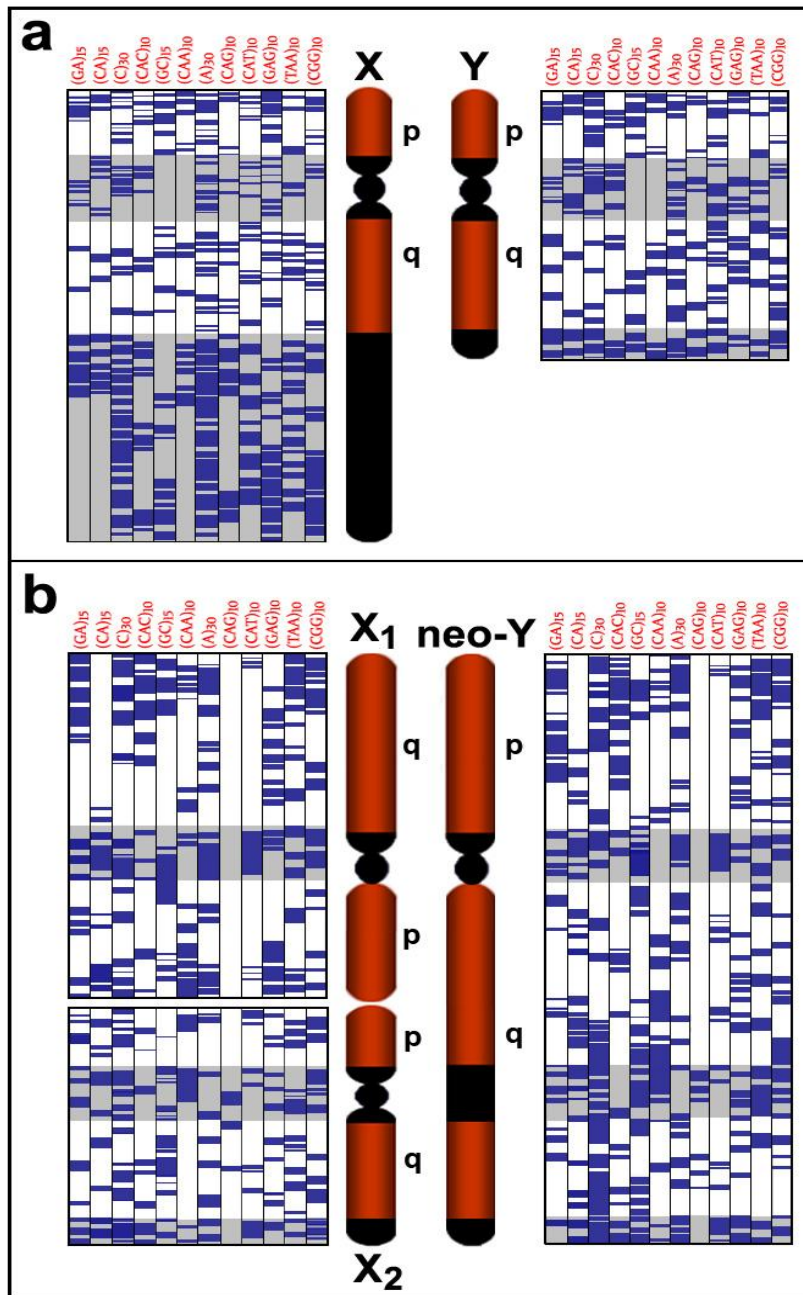 a
(GA)15 (CA)15 (C)30 (CAC)10 (GC)15 (CAA)10 (A)30 (CAG)10 (CAT)10 (GAG)10 (TAA)10 (CGG)10
X Y
(GA)15 (CA)15 (C)30 (CAC)10 (GC)15 (CAA)10 (A)30 (CAG)10 (CAT)10 (GAG)10 (TAA)10 (CGG)10
p p
q q
b
(GA)15 (CA)15 (C)30 (CAC)10 (GC)15 (CAA)10 (A)30 (CAG)10 (CAT)10 (GAG)10 (TAA)10 (CGG)10
X1 neo-Y
(GA)15 (CA)15 (C)30 (CAC)10 (GC)15 (CAA)10 (A)30 (CAG)10 (CAT)10 (GAG)10 (TAA)10 (CGG)10
q p
p
p q
q
X2